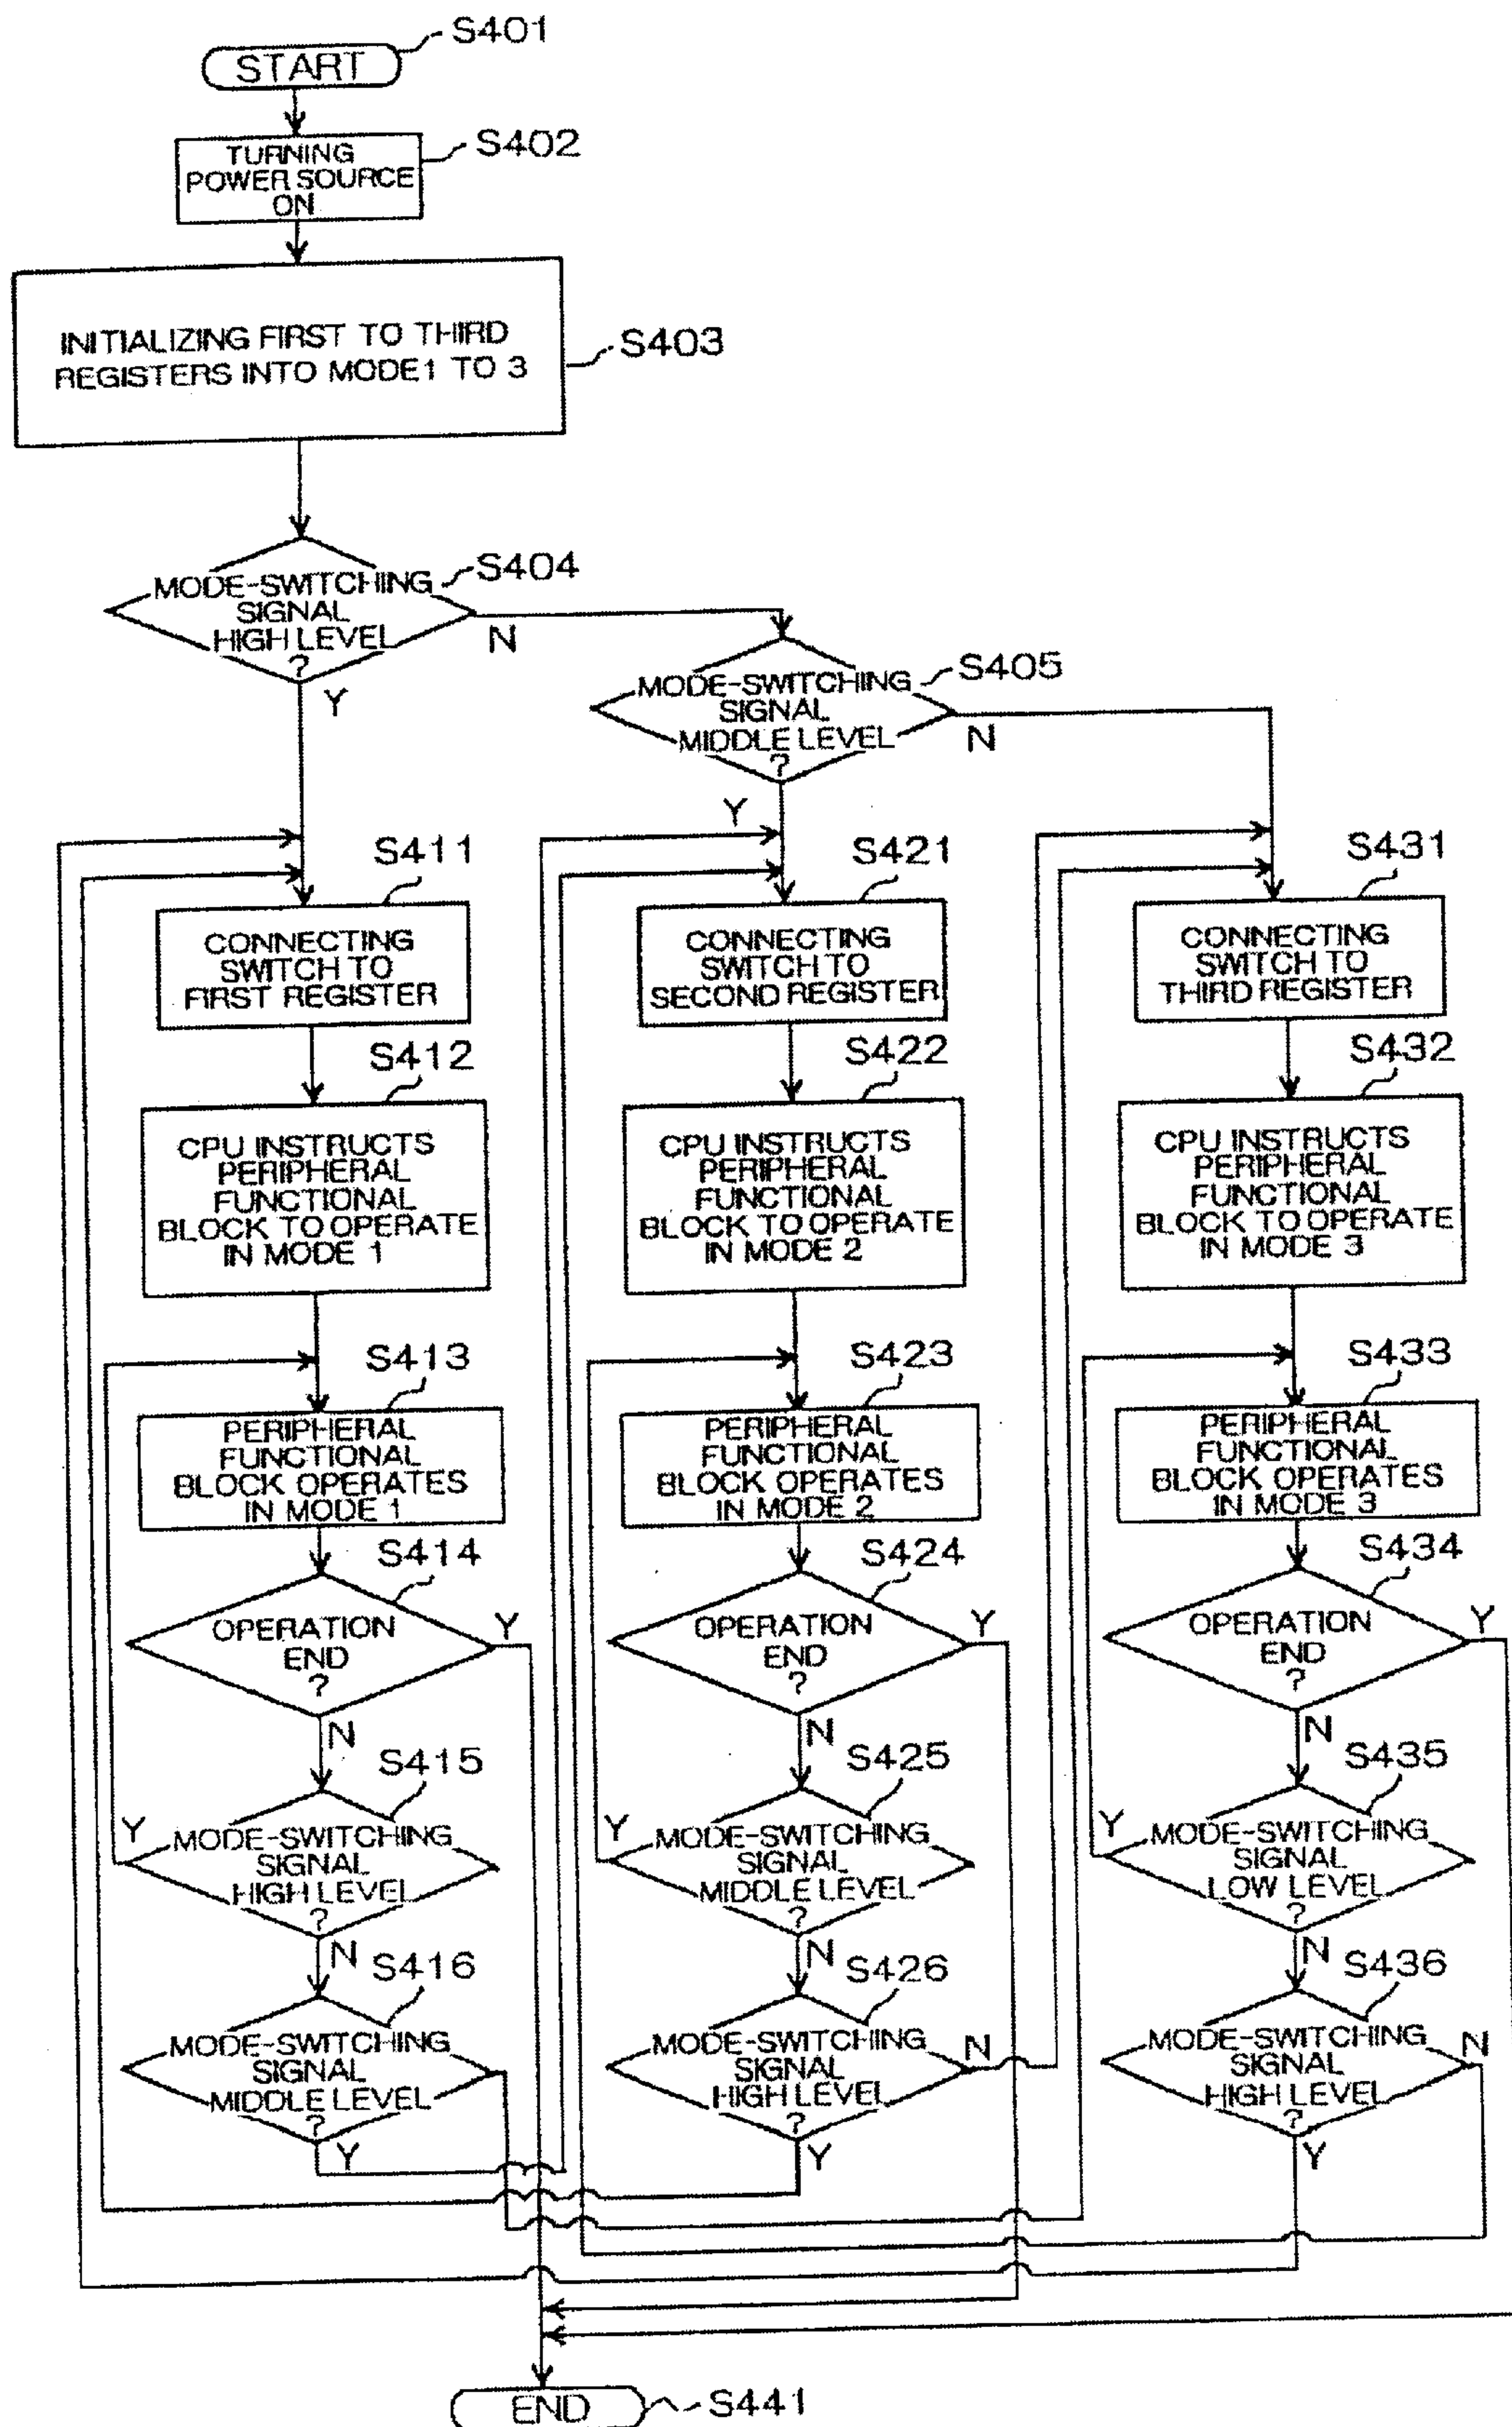 S401
START
S402
TURNING
POWER SOURCE
ON
INITIALIZING FIRST TO THIRD
REGISTERS INTO MODE1 TO 3
S403
S404
MODE-SWITCHING
SIGNAL
HIGH LEVEL
?
N
Y
S405
MODE-SWITCHING
SIGNAL
MIDDLE LEVEL
?
N
Y
S411
CONNECTING
SWITCH TO
FIRST REGISTER
S412
CPU INSTRUCTS
PERIPHERAL
FUNCTIONAL
BLOCK TO OPERATE
IN MODE 1
S413
PERIPHERAL
FUNCTIONAL
BLOCK OPERATES
IN MODE 1
S414
OPERATION
END
?
Y
N
S415
Y
MODE-SWITCHING
SIGNAL
HIGH LEVEL
?
N
S416
MODE-SWITCHING
SIGNAL
MIDDLE LEVEL
?
Y
S421
CONNECTING
SWITCH TO
SECOND REGISTER
S422
CPU INSTRUCTS
PERIPHERAL
FUNCTIONAL
BLOCK TO OPERATE
IN MODE 2
S423
PERIPHERAL
FUNCTIONAL
BLOCK OPERATES
IN MODE 2
S424
OPERATION
END
?
Y
N
S425
Y
MODE-SWITCHING
SIGNAL
MIDDLE LEVEL
?
N
S426
MODE-SWITCHING
SIGNAL
HIGH LEVEL
?
N
Y
S431
CONNECTING
SWITCH TO
THIRD REGISTER
S432
CPU INSTRUCTS
PERIPHERAL
FUNCTIONAL
BLOCK TO OPERATE
IN MODE 3
S433
PERIPHERAL
FUNCTIONAL
BLOCK OPERATES
IN MODE 3
S434
OPERATION
END
?
Y
N
S435
Y
MODE-SWITCHING
SIGNAL
LOW LEVEL
?
N
S436
MODE-SWITCHING
SIGNAL
HIGH LEVEL
?
N
Y
END
S441